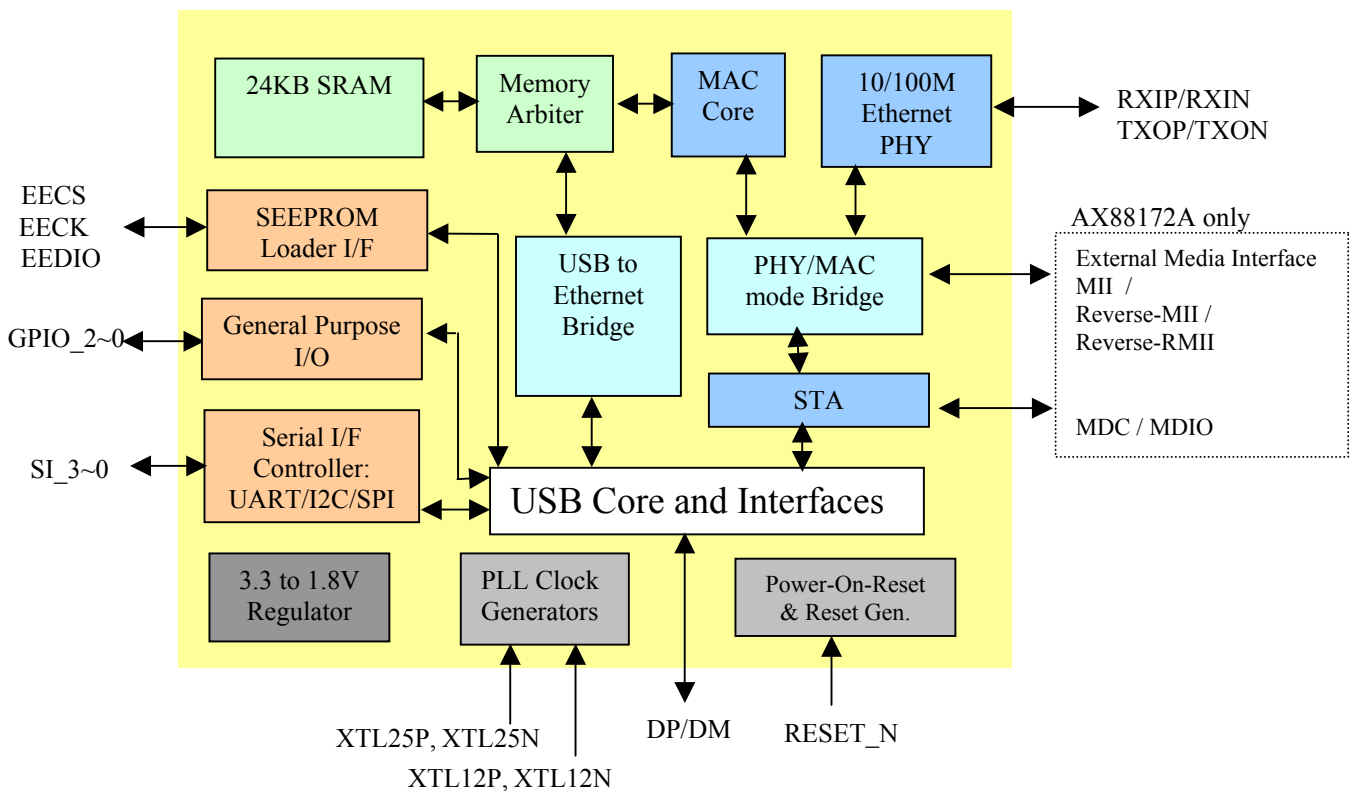 24KB SRAM
Memory
Arbiter
MAC
Core
10/100M
Ethernet
PHY
RXIP/RXIN
TXOP/TXON
EECS
EECK
EEDIO
SEEPROM
Loader I/F
USB to
Ethernet
Bridge
PHY/MAC
mode Bridge
AX88172A only
External Media Interface
MII /
Reverse-MII /
Reverse-RMII
MDC / MDIO
GPIO_2~0
General Purpose
I/O
STA
SI_3~0
Serial I/F
Controller:
UART/I2C/SPI
USB Core and Interfaces
3.3 to 1.8V
Regulator
PLL Clock
Generators
Power-On-Reset
& Reset Gen.
XTL25P, XTL25N
XTL12P, XTL12N
DP/DM
RESET_N